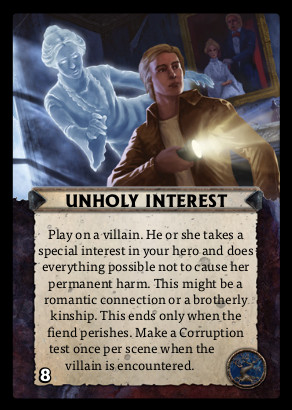 UNHOLY INTEREST
Play on a villain. He or she takes a
special interest in your hero and does
everything possible not to cause her
permanent harm. This might be a
romantic connection or a brotherly
kinship. This ends only when the
fiend perishes. Make a Corruption
test once per scene when the
villain is encountered.
8